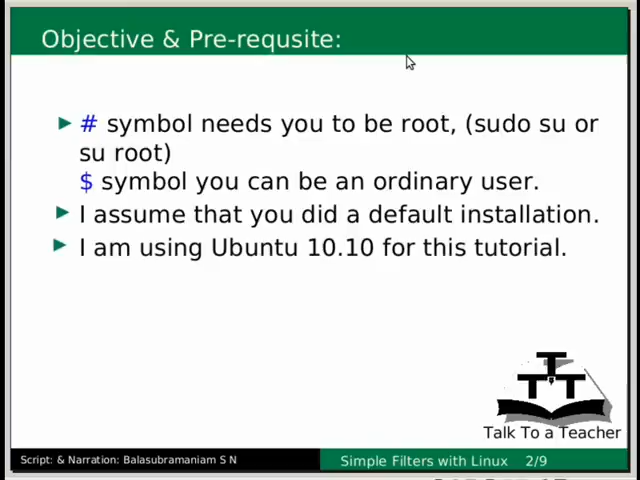 Objective & Pre-requsite:
# symbol needs you to be root, (sudo su or
su root)
$ symbol you can be an ordinary user.
I assume that you did a default installation.
I am using Ubuntu 10.10 for this tutorial.
T T T
Talk To a Teacher
Script: & Narration: Balasubramaniam S N
Simple Filters with Linux 2/9